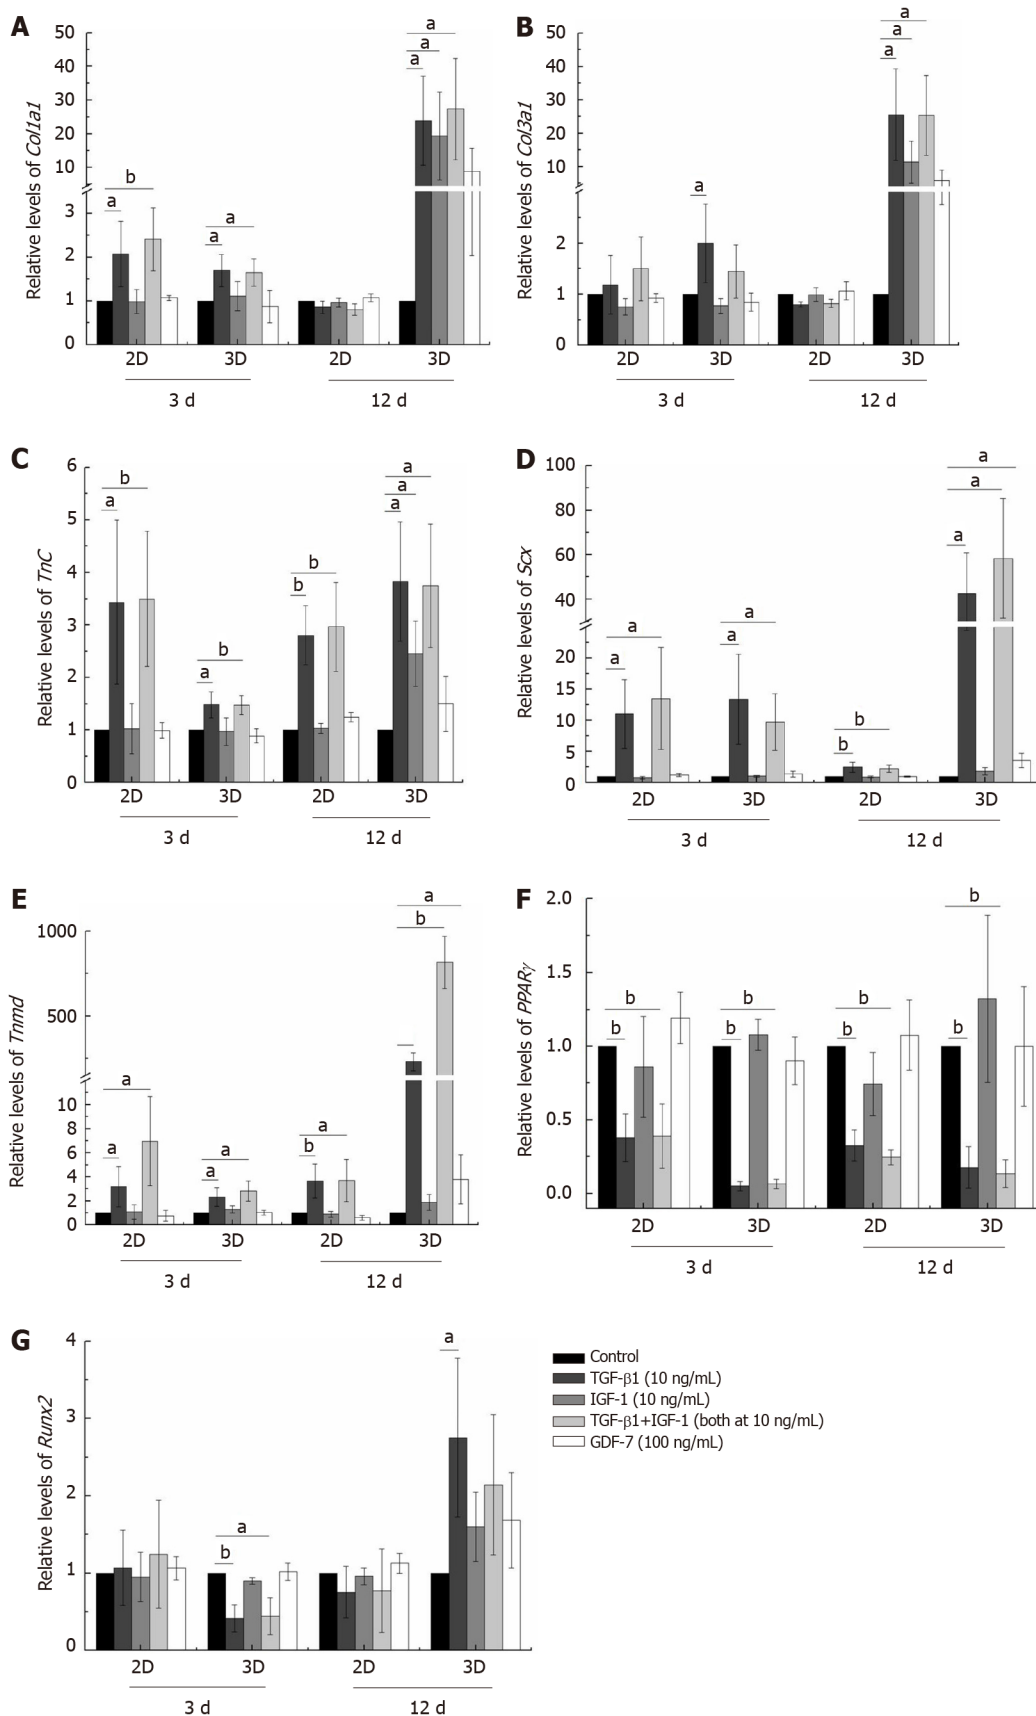 A
Relative levels of Col1a1
50
40
30
20
10
3
2
1
0
a
b
a
a
a
a
a
2D 3D 2D 3D
3 d 12 d
B
Relative levels of Col3a1
50
40
30
20
10
2
1
0
a
a
a
a
2D 3D 2D 3D
3 d 12 d
C
Relative levels of TnC
6
5
4
3
2
1
0
b
a
b
a
b
b
a
a
a
2D 3D 2D 3D
3 d 12 d
D
Relative levels of Scx
100
80
60
40
20
15
10
5
0
a
a
a
a
b
b
a
a
a
2D 3D 2D 3D
3 d 12 d
E
Relative levels of Tnmd
1000
500
10
8
6
4
2
0
a
a
a
a
a
b
a
b
2D 3D 2D 3D
3 d 12 d
F
Relative levels of PPARγ
2.0
1.5
1.0
0.5
0.0
b
b
b
b
b
b
b
b
2D 3D 2D 3D
3 d 12 d
G
Relative levels of Runx2
4
3
2
1
0
a
b
a
2D 3D 2D 3D
3 d 12 d
Control
TGF-β1 (10 ng/mL)
IGF-1 (10 ng/mL)
TGF-β1+IGF-1 (both at 10 ng/mL)
GDF-7 (100 ng/mL)